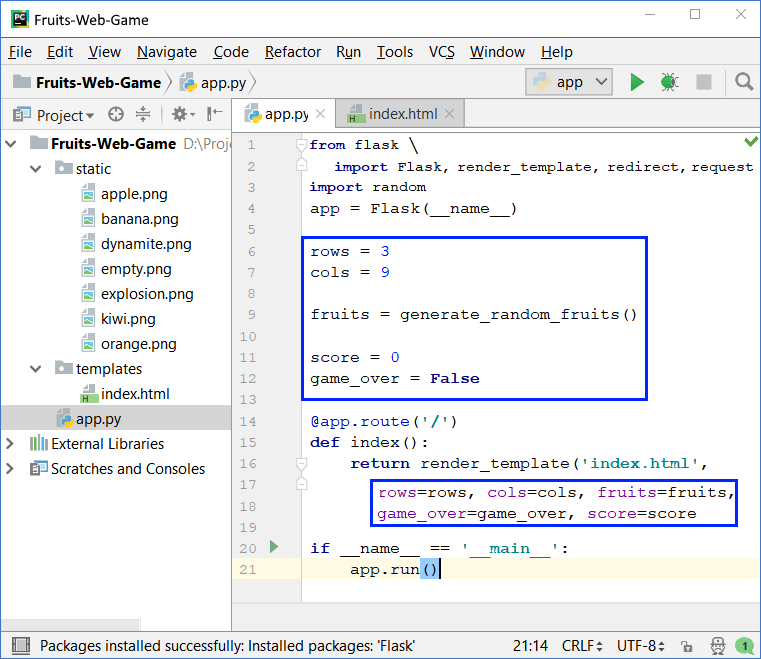 PC Fruits-Web-Game
File Edit View Navigate Code Refactor Run Tools VCS Window Help
Fruits-Web-Game app.py app
Project app.py index.html
Fruits-Web-Game D:\Proj
static
apple.png
banana.png
dynamite.png
empty.png
explosion.png
kiwi.png
orange.png
templates
H index.html
app.py
External Libraries
Scratches and Consoles
1 from flask \
2 import Flask, render_template, redirect, request
3 import random
4 app = Flask(__name__)
5
6 rows = 3
7 cols = 9
8
9 fruits = generate_random_fruits()
10
11 score = 0
12 game_over = False
13
14 @app.route('/')
15 def index():
16 return render_template('index.html',
17 rows=rows, cols=cols, fruits=fruits,
18 game_over=game_over, score=score
19
20 if __name__ == '__main__':
21 app.run()
Packages installed successfully: Installed packages: 'Flask' 21:14 CRLF UTF-8 1